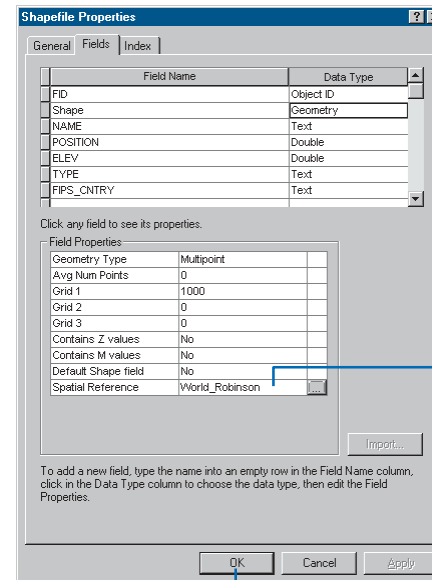 Shapefile Properties
General Fields Index
Field Name Data Type
FID Object ID
Shape Geometry
NAME Text
POSITION Double
ELEV Double
TYPE Text
FIPS_CNTRY Text
Click any field to see its properties.
Field Properties
Geometry Type Multipoint
Avg Num Points 0
Grid 1 1000
Grid 2 0
Grid 3 0
Contains Z values No
Contains M values No
Default Shape field No
Spatial Reference World_Robinson ...
Import...
To add a new field, type the name into an empty row in the Field Name column,
click in the Data Type column to choose the data type, then edit the Field
Properties.
OK Cancel Apply